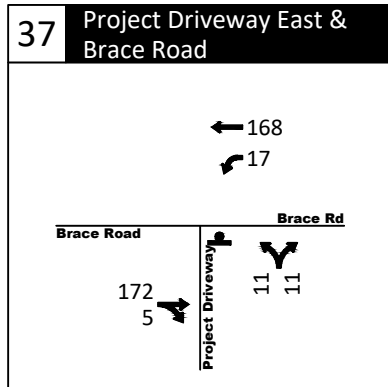 37
Project Driveway East &
Brace Road
168
17
Brace Rd
Brace Road
Project Driveway
11
11
172
5